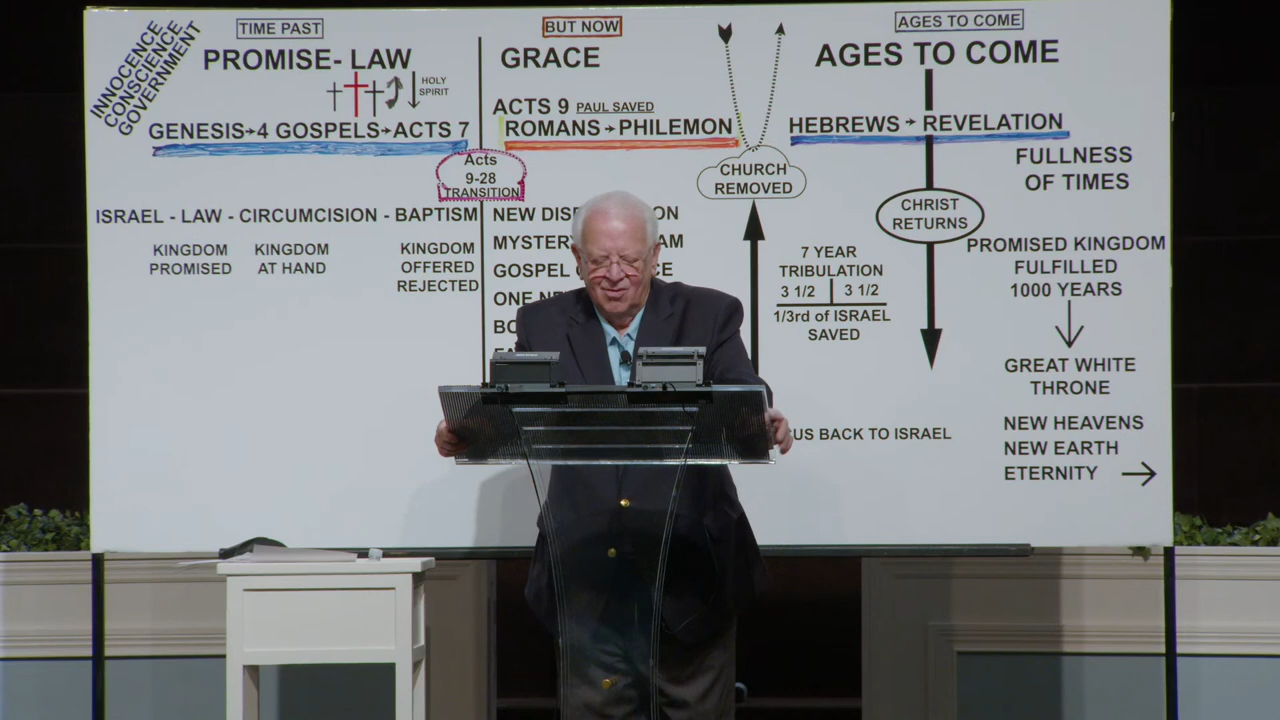 INNOCENCE
CONSCIENCE
GOVERNMENT
TIME PAST
PROMISE- LAW
HOLY
SPIRIT
GENESIS→4 GOSPELS→ACTS 7
Acts
9-28
TRANSITION
ISRAEL - LAW - CIRCUMCISION - BAPTISM
KINGDOM
PROMISED
KINGDOM
AT HAND
KINGDOM
OFFERED
REJECTED
BUT NOW
GRACE
ACTS 9 PAUL SAVED
ROMANS→PHILEMON
CHURCH
REMOVED
NEW
MYSTERY
GOSPEL
ONE
AGES TO COME
AGES TO COME
HEBREWS→REVELATION
CHRIST
RETURNS
7 YEAR
TRIBULATION
3 1/2 3 1/2
1/3rd of ISRAEL
SAVED
BACK TO ISRAEL
FULLNESS
OF TIMES
PROMISED KINGDOM
FULFILLED
1000 YEARS
GREAT WHITE
THRONE
NEW HEAVENS
NEW EARTH
ETERNITY →